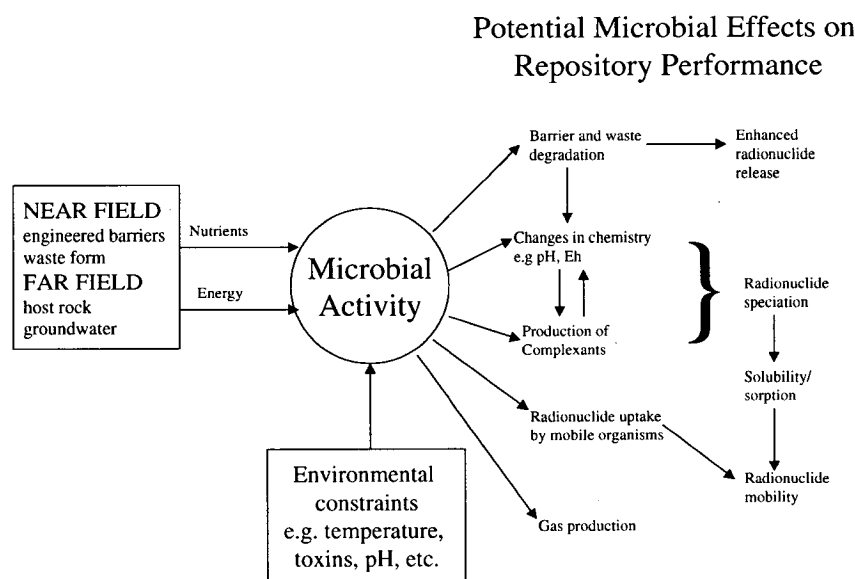 Potential Microbial Effects on
Repository Performance
NEAR FIELD
engineered barriers
waste form
FAR FIELD
host rock
groundwater
Nutrients
Energy
Microbial
Activity
Environmental
constraints
e.g. temperature,
toxins, pH, etc.
Barrier and waste
degradation
Enhanced
radionuclide
release
Changes in chemistry
e.g pH, Eh
Production of
Complexants
Radionuclide
speciation
Solubility/
sorption
Radionuclide uptake
by mobile organisms
Radionuclide
mobility
Gas production